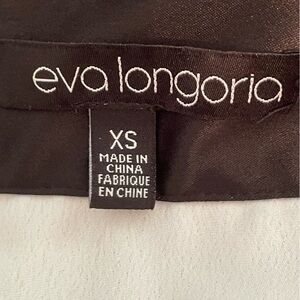 eva longoria
XS
MADE IN
CHINA
FABRIQUE
EN CHINE